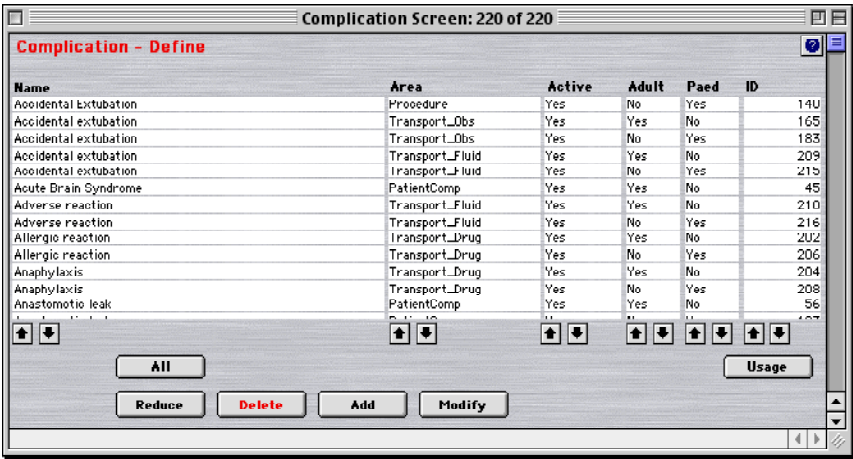 Complication Screen: 220 of 220
Complication - Define
?
Name Area Active Adult Paed ID
Accidental Extubation Procedure Yes No Yes 140
Accidental extubation Transport_Obs Yes Yes No 165
Accidental extubation Transport_Obs Yes No Yes 183
Accidental extubation Transport_Fluid Yes Yes No 209
Accidental extubation Transport_Fluid Yes No Yes 215
Acute Brain Syndrome PatientComp Yes Yes No 45
Adverse reaction Transport_Fluid Yes Yes No 210
Adverse reaction Transport_Fluid Yes No Yes 216
Allergic reaction Transport_Drug Yes Yes No 202
Allergic reaction Transport_Drug Yes No Yes 206
Anaphylaxis Transport_Drug Yes Yes No 204
Anaphylaxis Transport_Drug Yes No Yes 208
Anastomotic leak PatientComp Yes Yes No 56
All Usage
Reduce Delete Add Modify